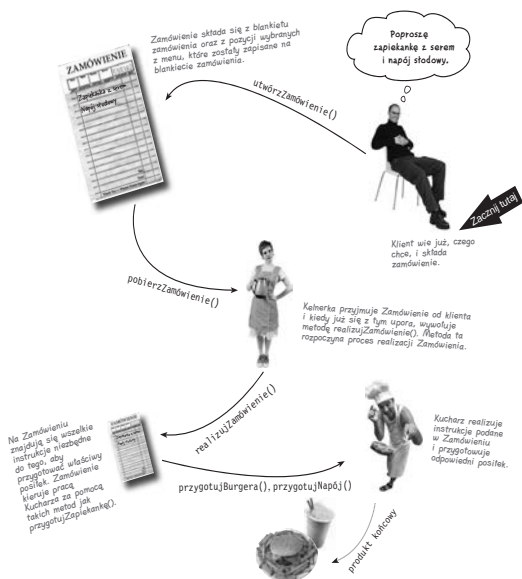 Zamówienie składa się z blankietu
zamówienia oraz z pozycji wybranych
z menu, które zostały zapisane na
blankiecie zamówienia.
Poproszę
zapiekankę z serem
i napój słodowy.
ZAMÓWIENIE
Zapiekanka z serem
Napój słodowy
utwórzZamówienie()
Zacznij tutaj
Klient wie już, czego
chce, i składa
zamówienie.
pobierzZamówienie()
Kelnerka przyjmuje Zamówienie od klienta
i kiedy już się z tym upora, wywołuje
metodę realizujZamówienie(). Metoda ta
rozpoczyna proces realizacji Zamówienia.
realizujZamówienie()
Na Zamówieniu
znajdują się wszelkie
instrukcje niezbędne
do tego, aby
przygotować właściwy
posiłek. Zamówienie
kieruje pracą
Kucharza za pomocą
takich metod jak
przygotujZapiekankę().
ZAMÓWIENIE
przygotujBurgera(), przygotujNapój()
Kucharz realizuje
instrukcje podane
w Zamówieniu
i przygotowuje
odpowiedni posiłek.
produkt końcowy